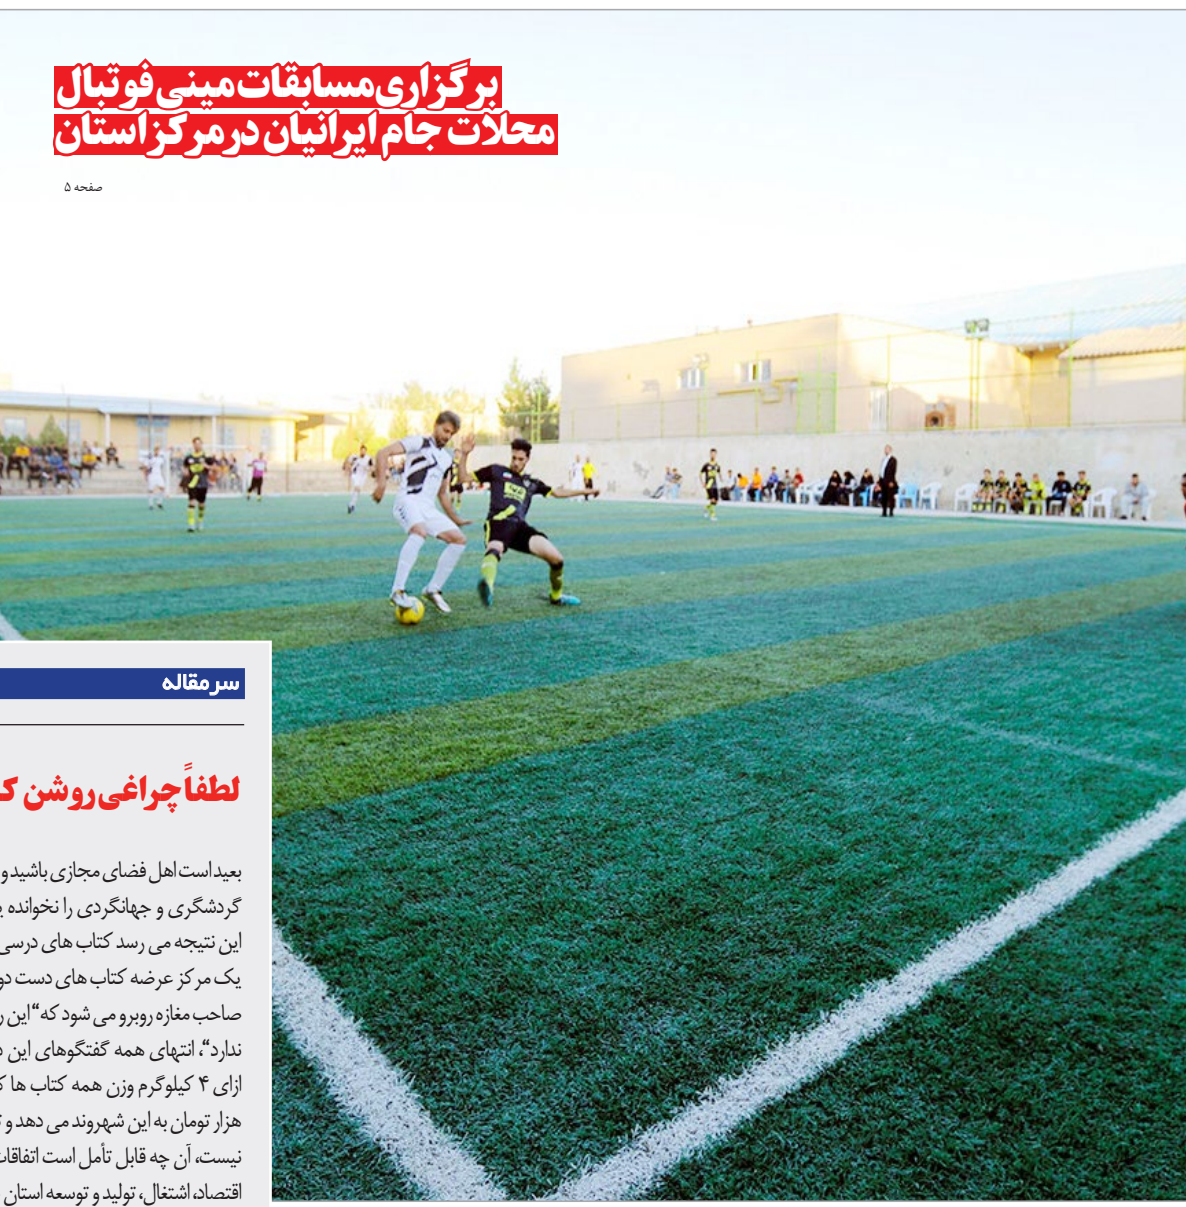 برگزاری مسابقات مینی فوتبال
محلات جام ایرانیان در مرکز استان
صفحه ۵
سرمقاله
لطفاً چراغی روشن
بعید است اهل فضای مجازی باشید و
گردشگری و جهانگردی را نخوانده
این نتیجه می رسد کتاب های درسی
یک مرکز عرضه کتاب های دست دو
صاحب مغازه روبرو می شود که “این
ندارد“، انتهای همه گفتگوهای این
ازای ۴ کیلوگرم وزن همه کتاب ها
هزار تومان به این شهروند می دهد و
نیست، آن چه قابل تأمل است اتفاقات
اقتصاد، اشتغال، تولید و توسعه استان